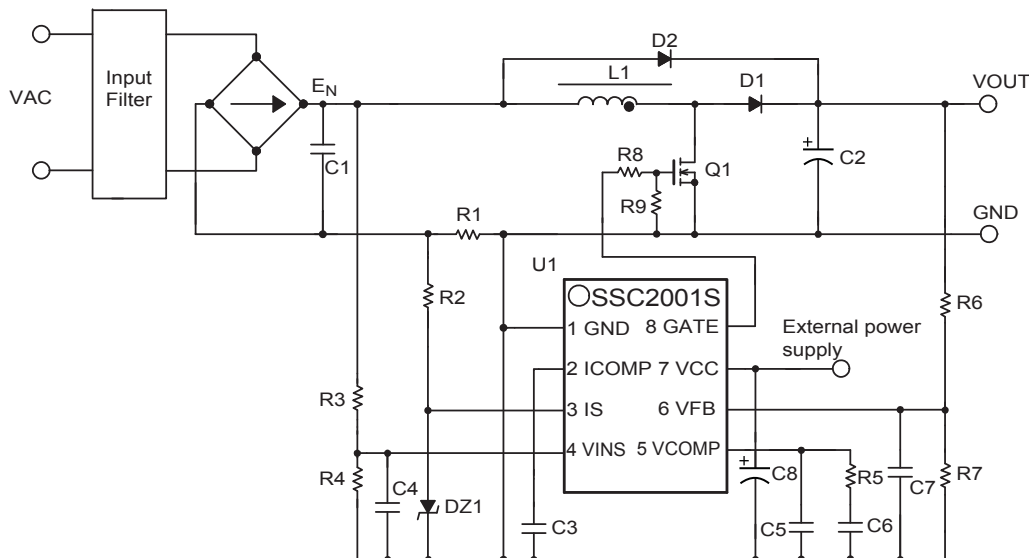 D2
L1
D1
VOUT
VAC
Input
Filter
EN
C1
C2
R8
Q1
R9
R1
GND
U1
SSC2001S
R2
1 GND
8 GATE
External power
supply
R6
2 ICOMP
7 VCC
R3
3 IS
6 VFB
4 VINS
5 VCOMP
R4
C4
DZ1
C3
C8
R5
C7
R7
C5
C6
+
+